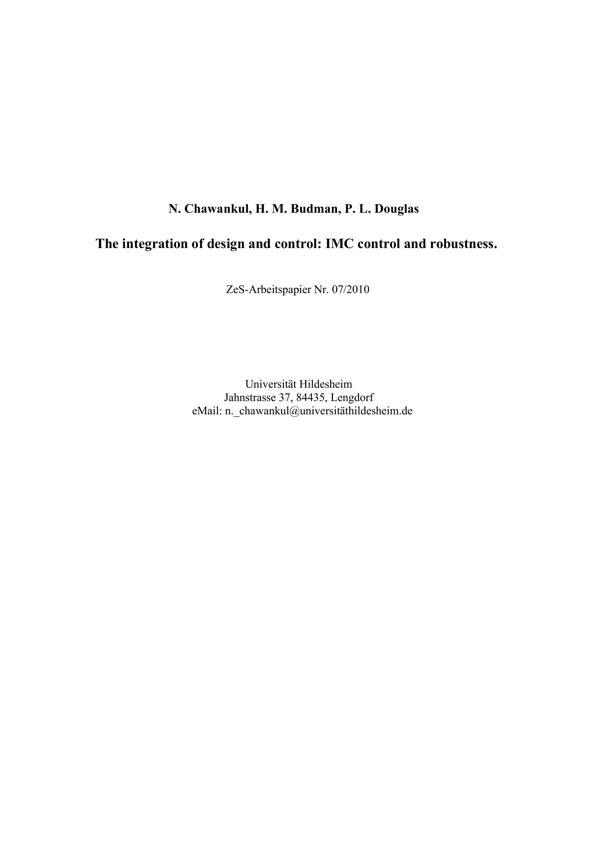 N. Chawankul, H. M. Budman, P. L. Douglas
The integration of design and control: IMC control and robustness.
ZeS-Arbeitspapier Nr. 07/2010
Universität Hildesheim
Jahnstrasse 37, 84435, Lengdorf
eMail: n._chawankul@universitäthildesheim.de